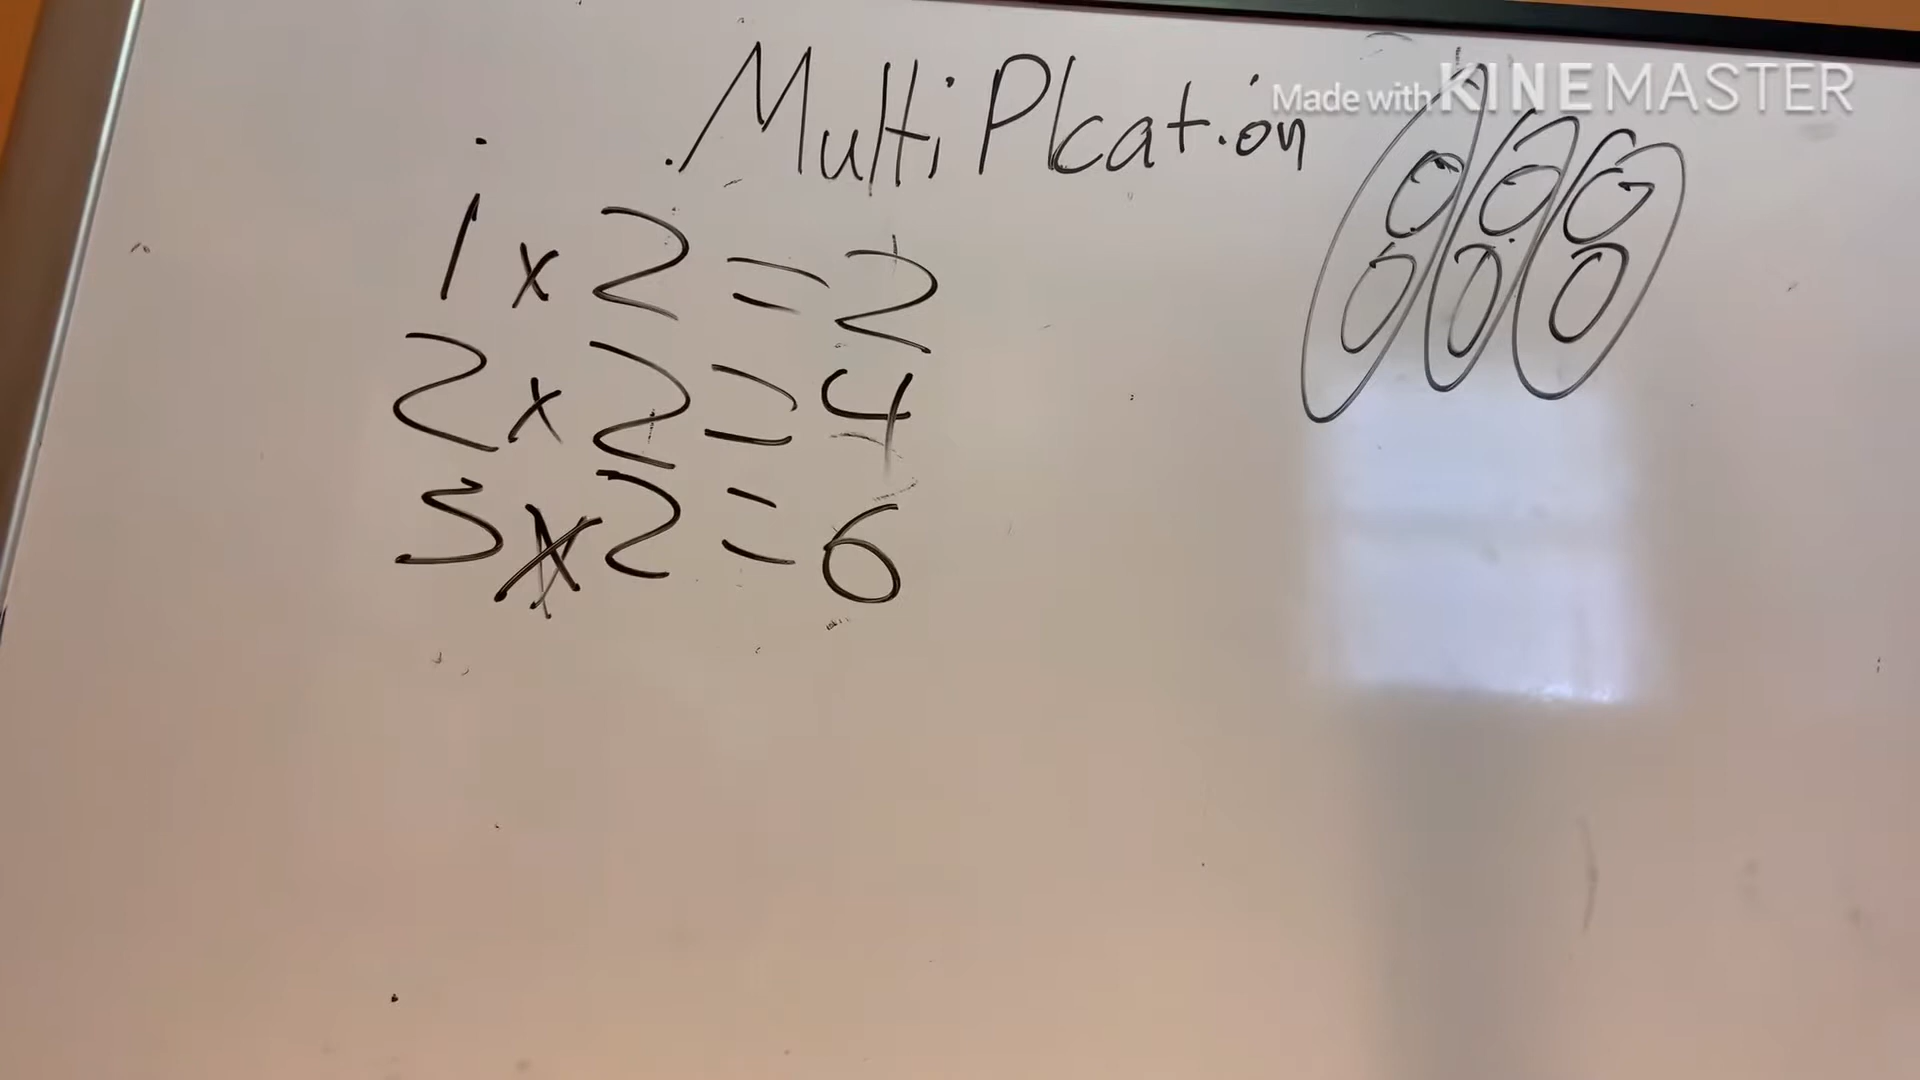 MultiPlcation
Made with KINEMASTER
1 x 2 = 2
2 x 2 = 4
3 x 2 = 6